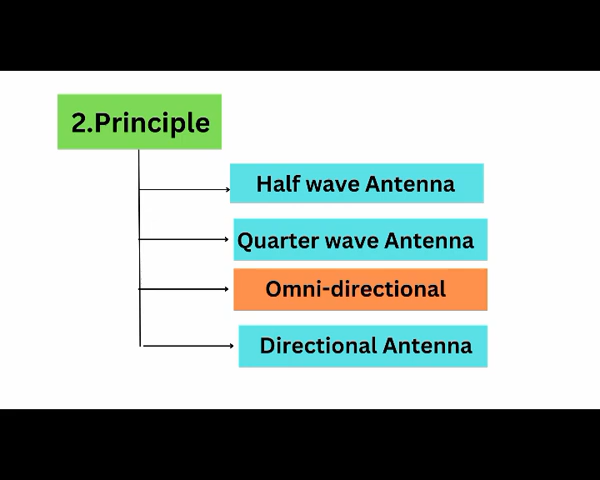 2.Principle
Half wave Antenna
Quarter wave Antenna
Omni-directional
Directional Antenna